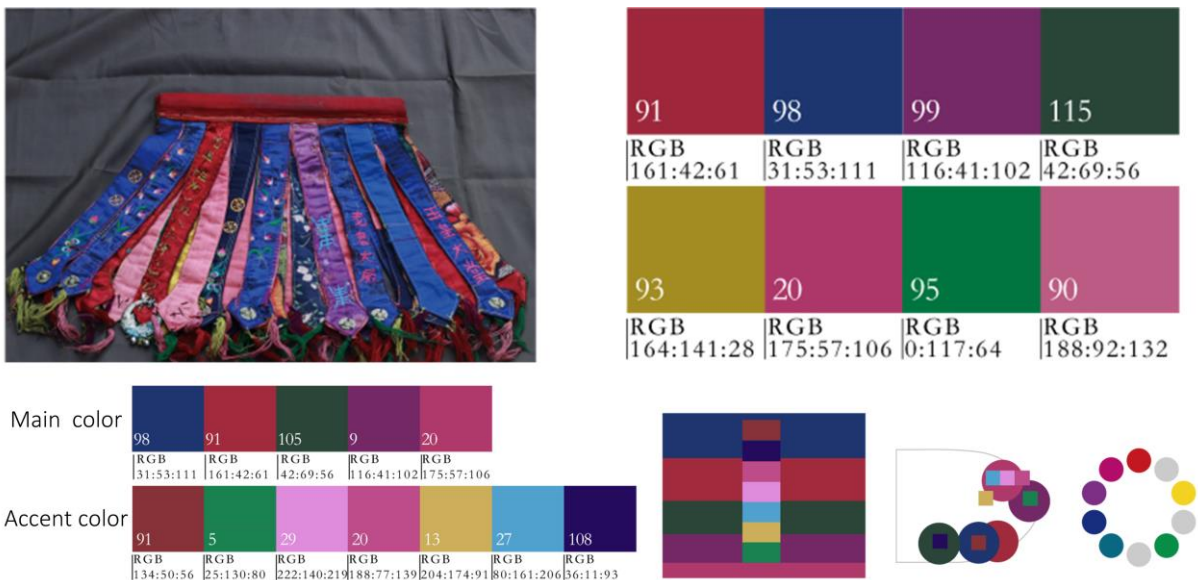 91 98 99 115
RGB RGB RGB RGB
161:42:61 31:53:111 116:41:102 42:69:56
93 20 95 90
RGB RGB RGB RGB
164:141:28 175:57:106 0:117:64 188:92:132
Main color
98 91 105 9 20
RGB RGB RGB RGB RGB
31:53:111 161:42:61 42:69:56 116:41:102 175:57:106
Accent color
91 5 29 20 13 27 108
RGB RGB RGB RGB RGB RGB RGB
134:50:56 25:130:80 222:140:219 188:77:139 204:174:91 80:161:206 36:11:93